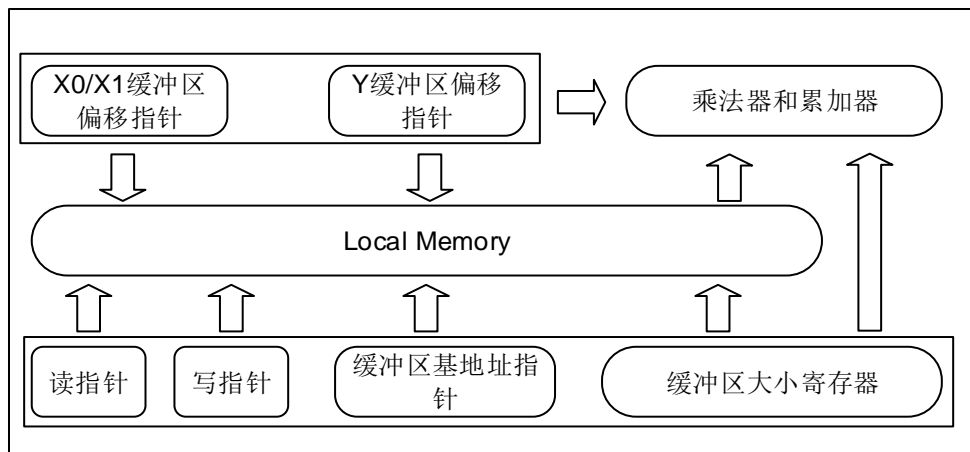 X0/X1缓冲区
偏移指针
Y缓冲区偏移
指针
乘法器和累加器
Local Memory
读指针
写指针
缓冲区基地址指
针
缓冲区大小寄存器